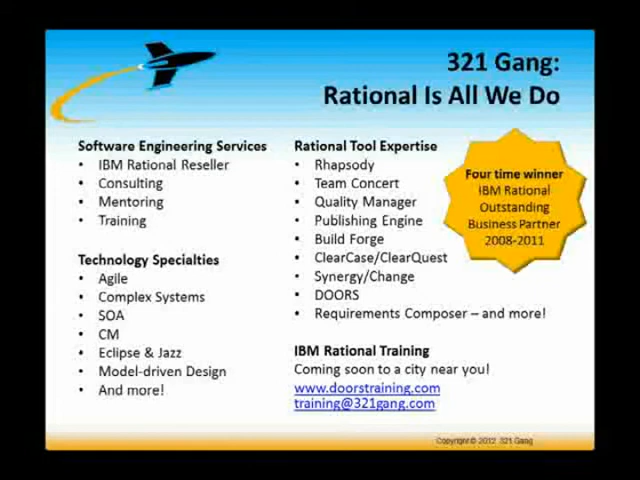 321 Gang:
Rational Is All We Do
Software Engineering Services
• IBM Rational Reseller
• Consulting
• Mentoring
• Training
Technology Specialties
• Agile
• Complex Systems
• SOA
• CM
• Eclipse & Jazz
• Model-driven Design
• And more!
Rational Tool Expertise
• Rhapsody
• Team Concert
• Quality Manager
• Publishing Engine
• Build Forge
• ClearCase/ClearQuest
• Synergy/Change
• DOORS
• Requirements Composer – and more!
IBM Rational Training
Coming soon to a city near you!
www.doorstraining.com
training@321gang.com
Four time winner
IBM Rational
Outstanding
Business Partner
2008-2011
Copyright © 2012 321 Gang